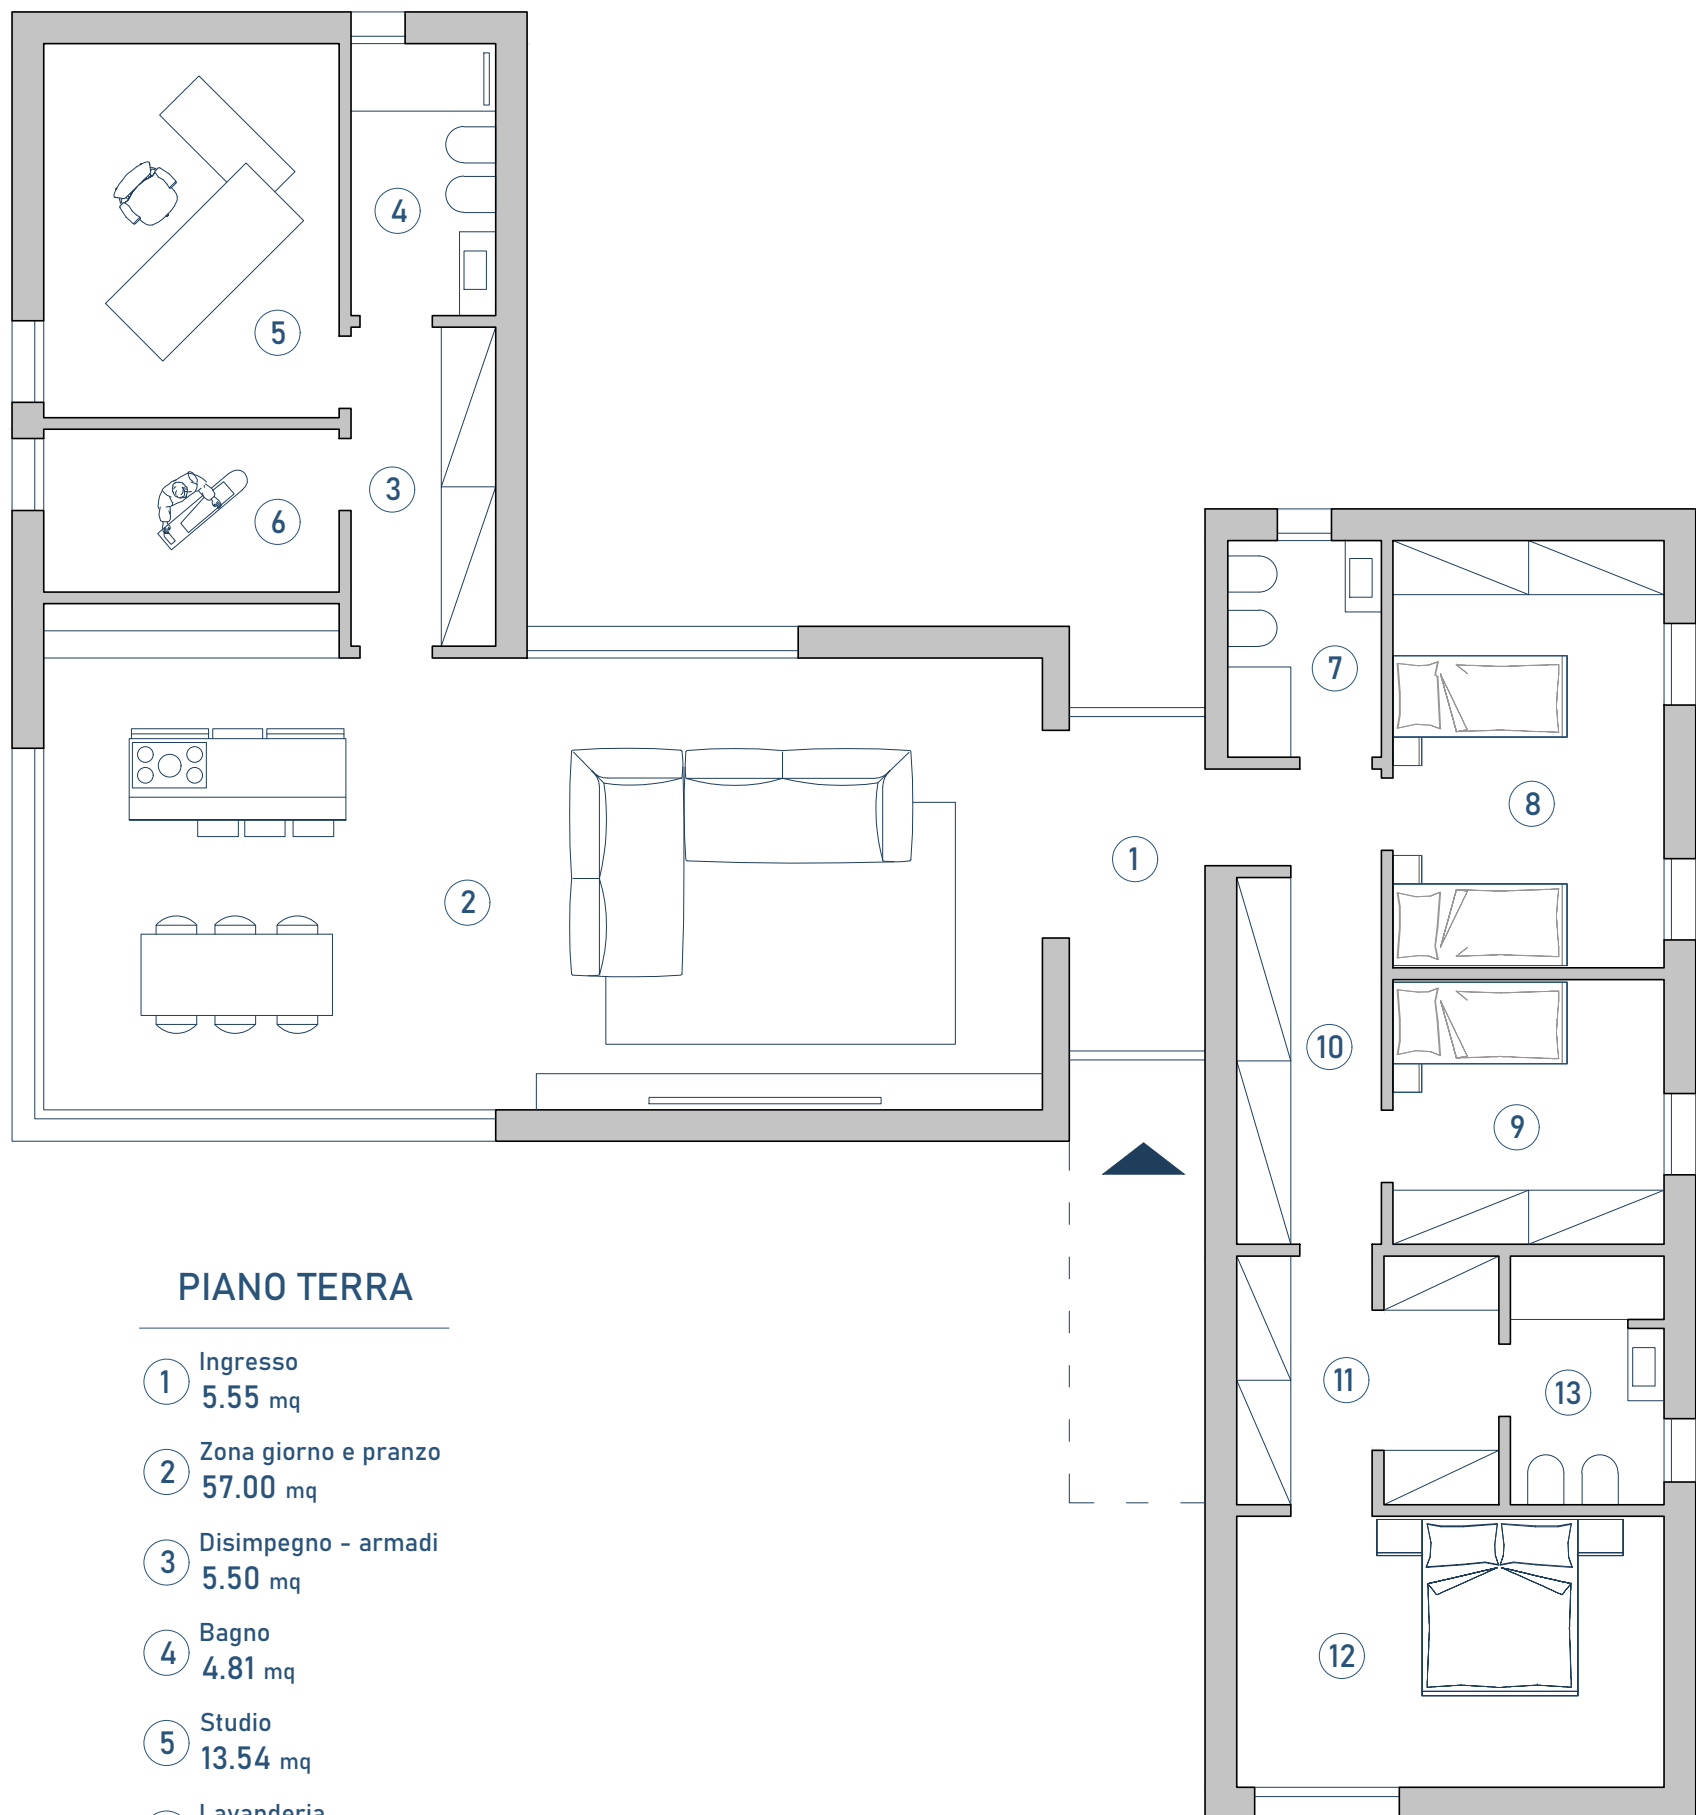 4
5
3
6
7
8
1
2
10
9
11
13
12
PIANO TERRA
1 Ingresso
5.55 mq
2 Zona giorno e pranzo
57.00 mq
3 Disimpegno - armadi
5.50 mq
4 Bagno
4.81 mq
5 Studio
13.54 mq
Lavanderia